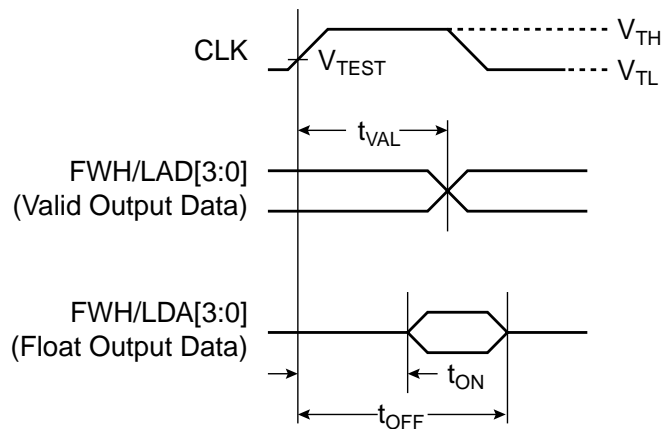 CLK
V_TEST
V_TH
V_TL
t_VAL
FWH/LAD[3:0]
(Valid Output Data)
FWH/LDA[3:0]
(Float Output Data)
t_ON
t_OFF